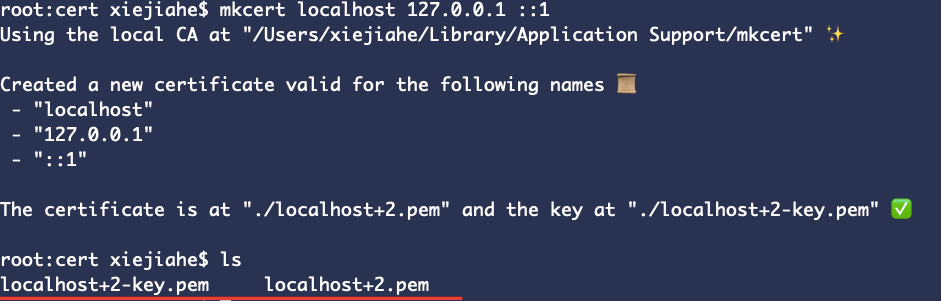 root:cert xiejiahe$ mkcert localhost 127.0.0.1 ::1
Using the local CA at "/Users/xiejiahe/Library/Application Support/mkcert" ✨
Created a new certificate valid for the following names 📜
- "localhost"
- "127.0.0.1"
- "::1"
The certificate is at "./localhost+2.pem" and the key at "./localhost+2-key.pem" ✅
root:cert xiejiahe$ ls
localhost+2-key.pem localhost+2.pem